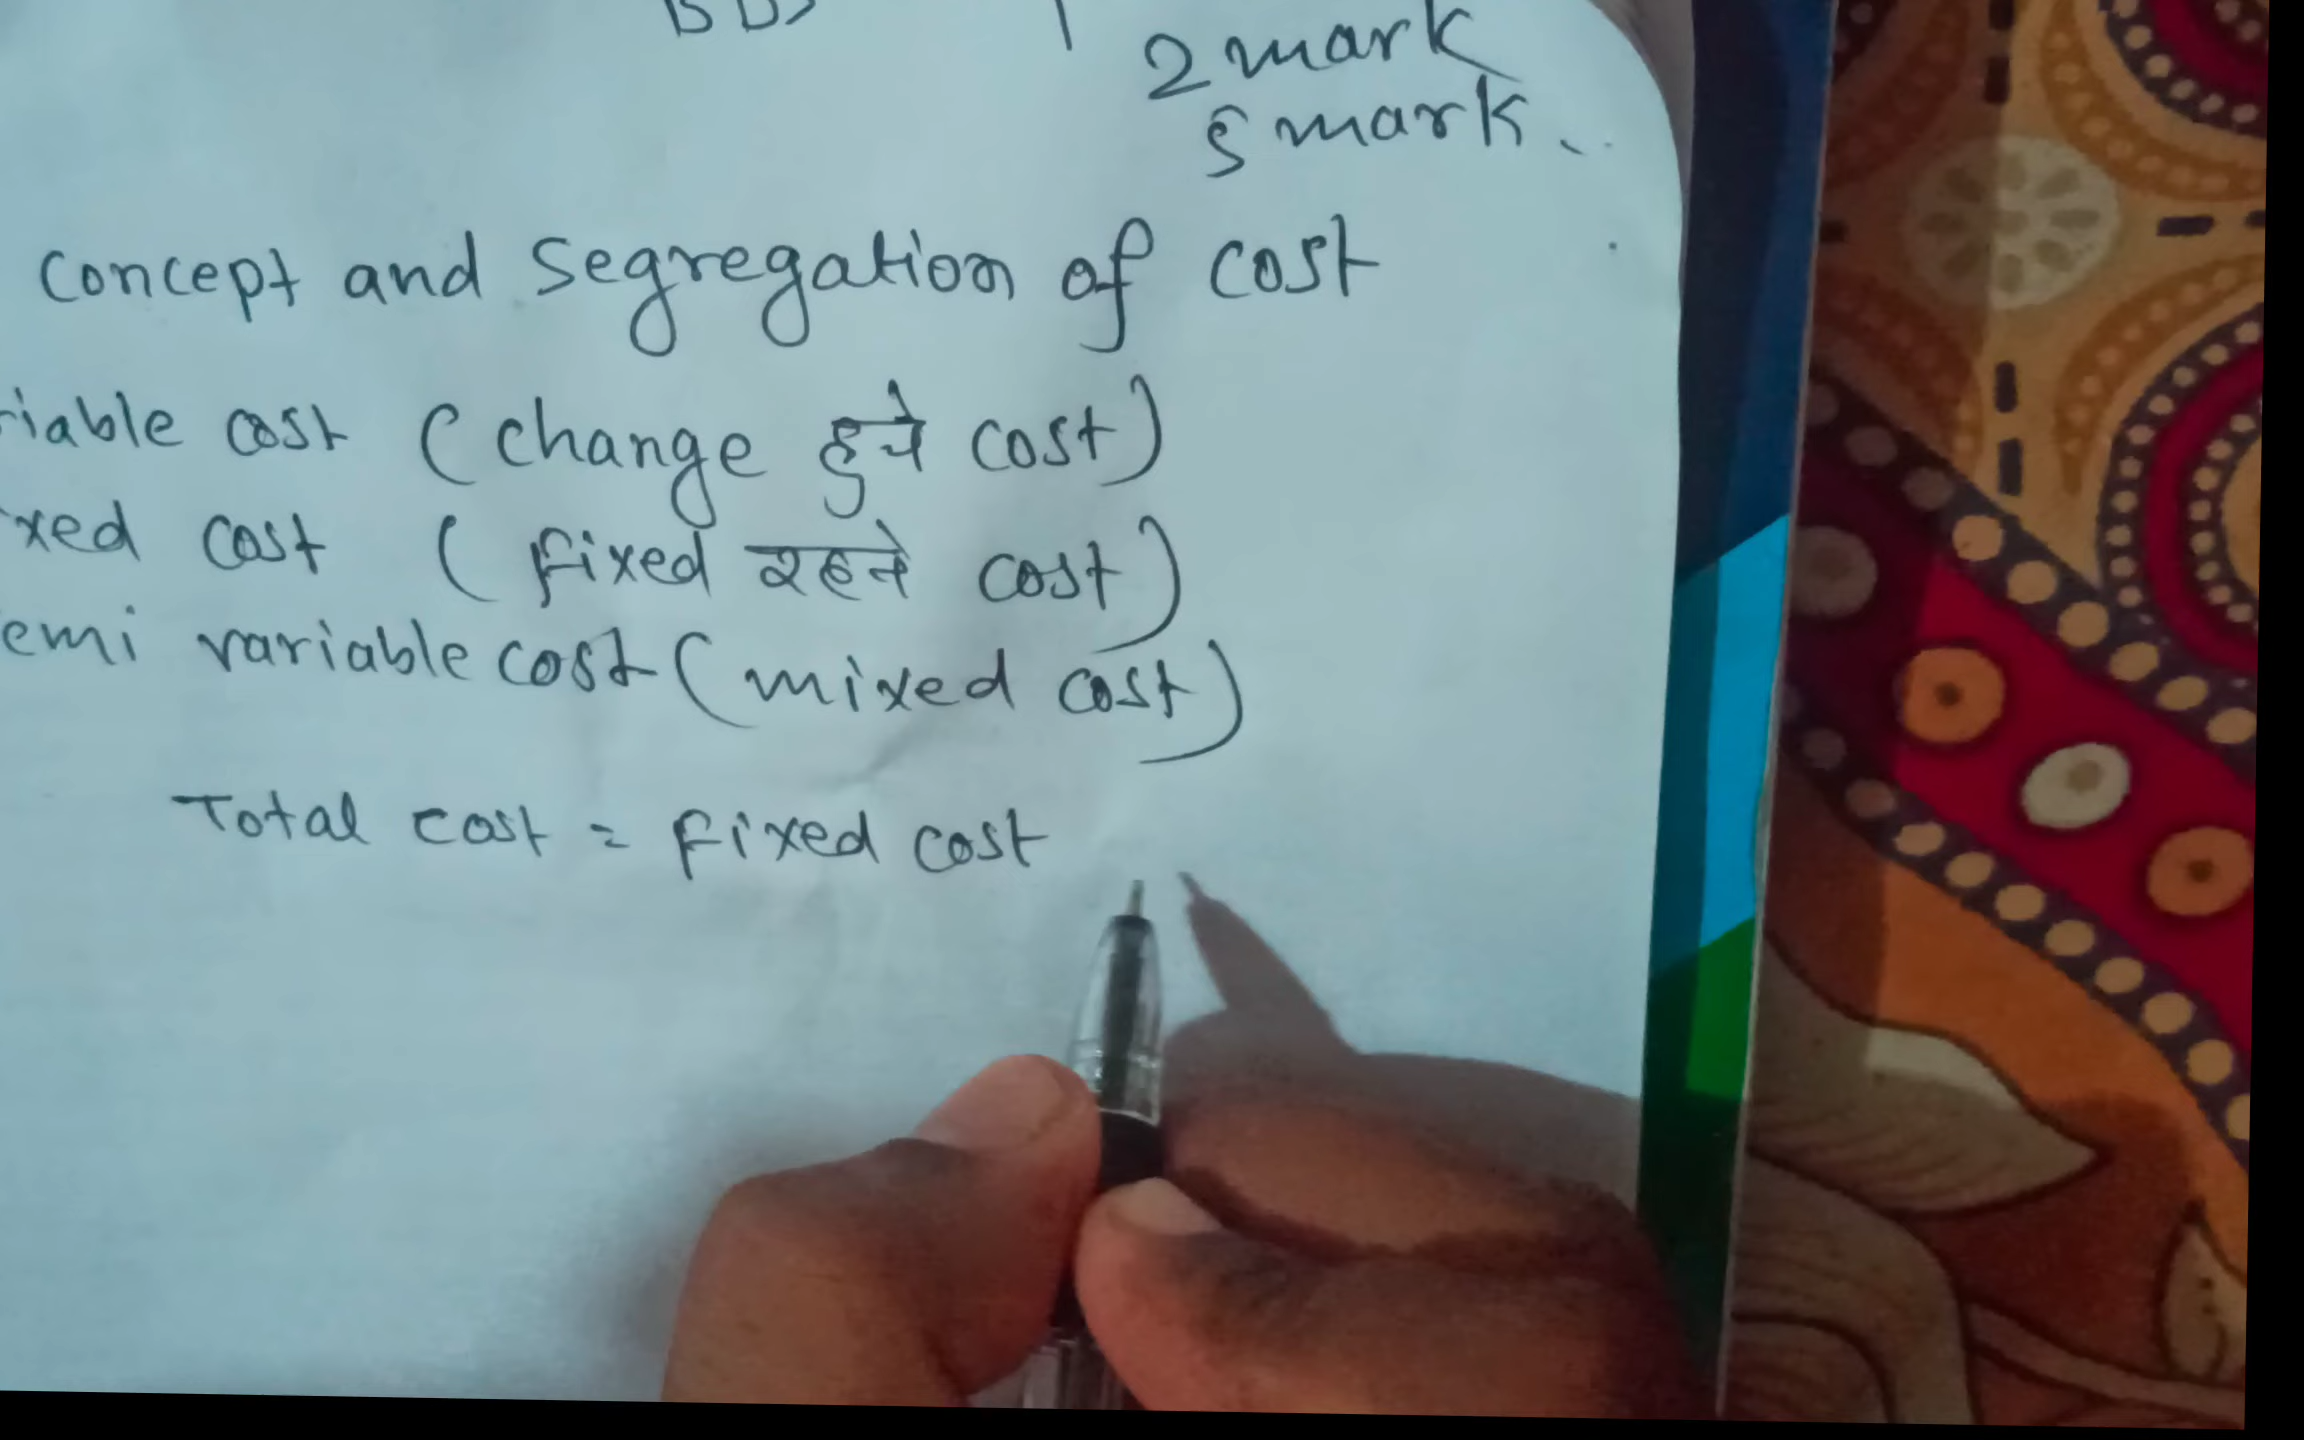 2 mark
5 mark.
concept and segregation of cost
riable cost (change हुने cost)
xed cost (fixed रहने cost)
emi variable cost (mixed cost)
Total cost = fixed cost